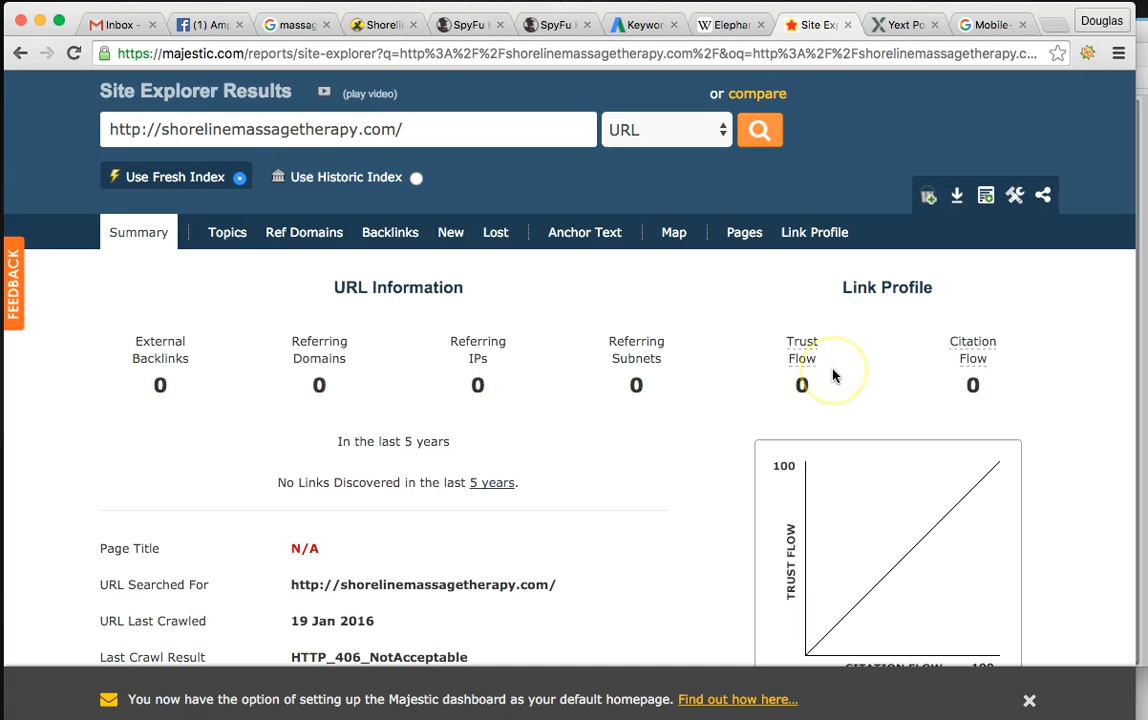 Douglas
Inbox -
(1) Amp
massag
Shoreli
SpyFu
SpyFu
Keywor
Elephar
Site Exp
Yext Po
Mobile-
https://majestic.com/reports/site-explorer?q=http%3A%2F%2Fshorelinemassagetherapy.com%2F&oq=http%3A%2F%2Fshorelinemassagetherapy.c...
Site Explorer Results (play video) or compare
http://shorelinemassagetherapy.com/ URL
Use Fresh Index Use Historic Index
FEEDBACK
Summary Topics Ref Domains Backlinks New Lost Anchor Text Map Pages Link Profile
URL Information
External Backlinks
0
Referring Domains
0
Referring IPs
0
Referring Subnets
0
Link Profile
Trust Flow
0
Citation Flow
0
In the last 5 years
No Links Discovered in the last 5 years.
100
TRUST FLOW
CITATION FLOW 100
Page Title N/A
URL Searched For http://shorelinemassagetherapy.com/
URL Last Crawled 19 Jan 2016
Last Crawl Result HTTP_406_NotAcceptable
You now have the option of setting up the Majestic dashboard as your default homepage. Find out how here...